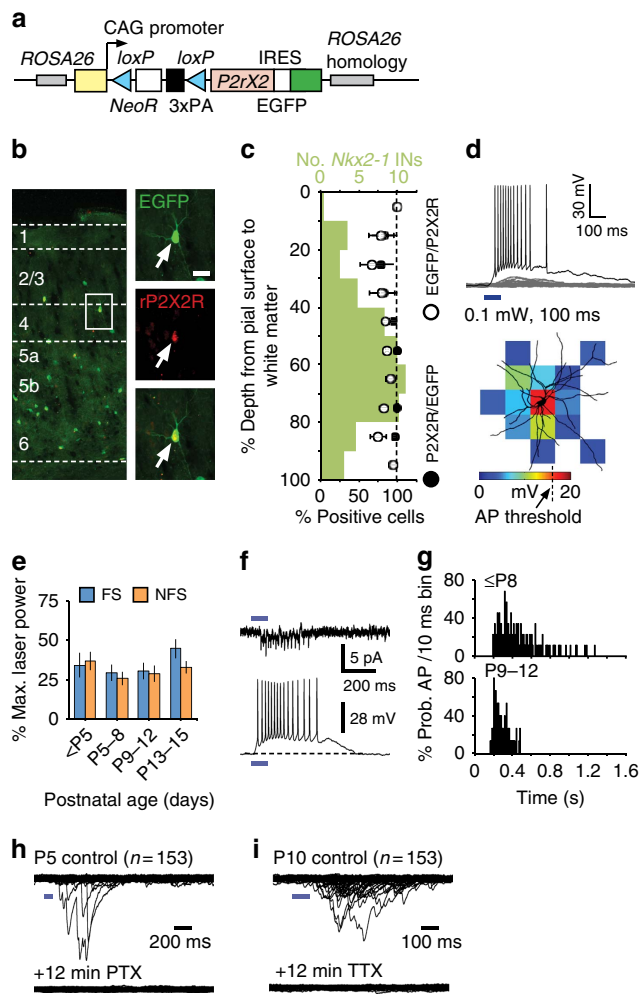 a
CAG promoter
ROSA26
loxP
loxP
IRES
ROSA26
homology
P2rX2
NeoR
3xPA
EGFP
b
1
2/3
4
5a
5b
6
EGFP
rP2X2R
c
No. Nkx2-1 INs
0 5 10
% Depth from pial surface to
white matter
0
20
40
60
80
100
0 50 100
% Positive cells
EGFP/P2X2R
P2X2R/EGFP
d
30 mV
100 ms
0.1 mW, 100 ms
0 mV 20
AP threshold
e
% Max. laser power
75
50
25
0
FS
NFS
<P5
P5–8
P9–12
P13–15
Postnatal age (days)
f
5 pA
200 ms
28 mV
g
% Prob. AP /10 ms bin
80
40
0
≤P8
80
40
0
P9–12
0 0.4 0.8 1.2 1.6
Time (s)
h
P5 control (n=153)
200 ms
+12 min PTX
i
P10 control (n=153)
100 ms
+12 min TTX